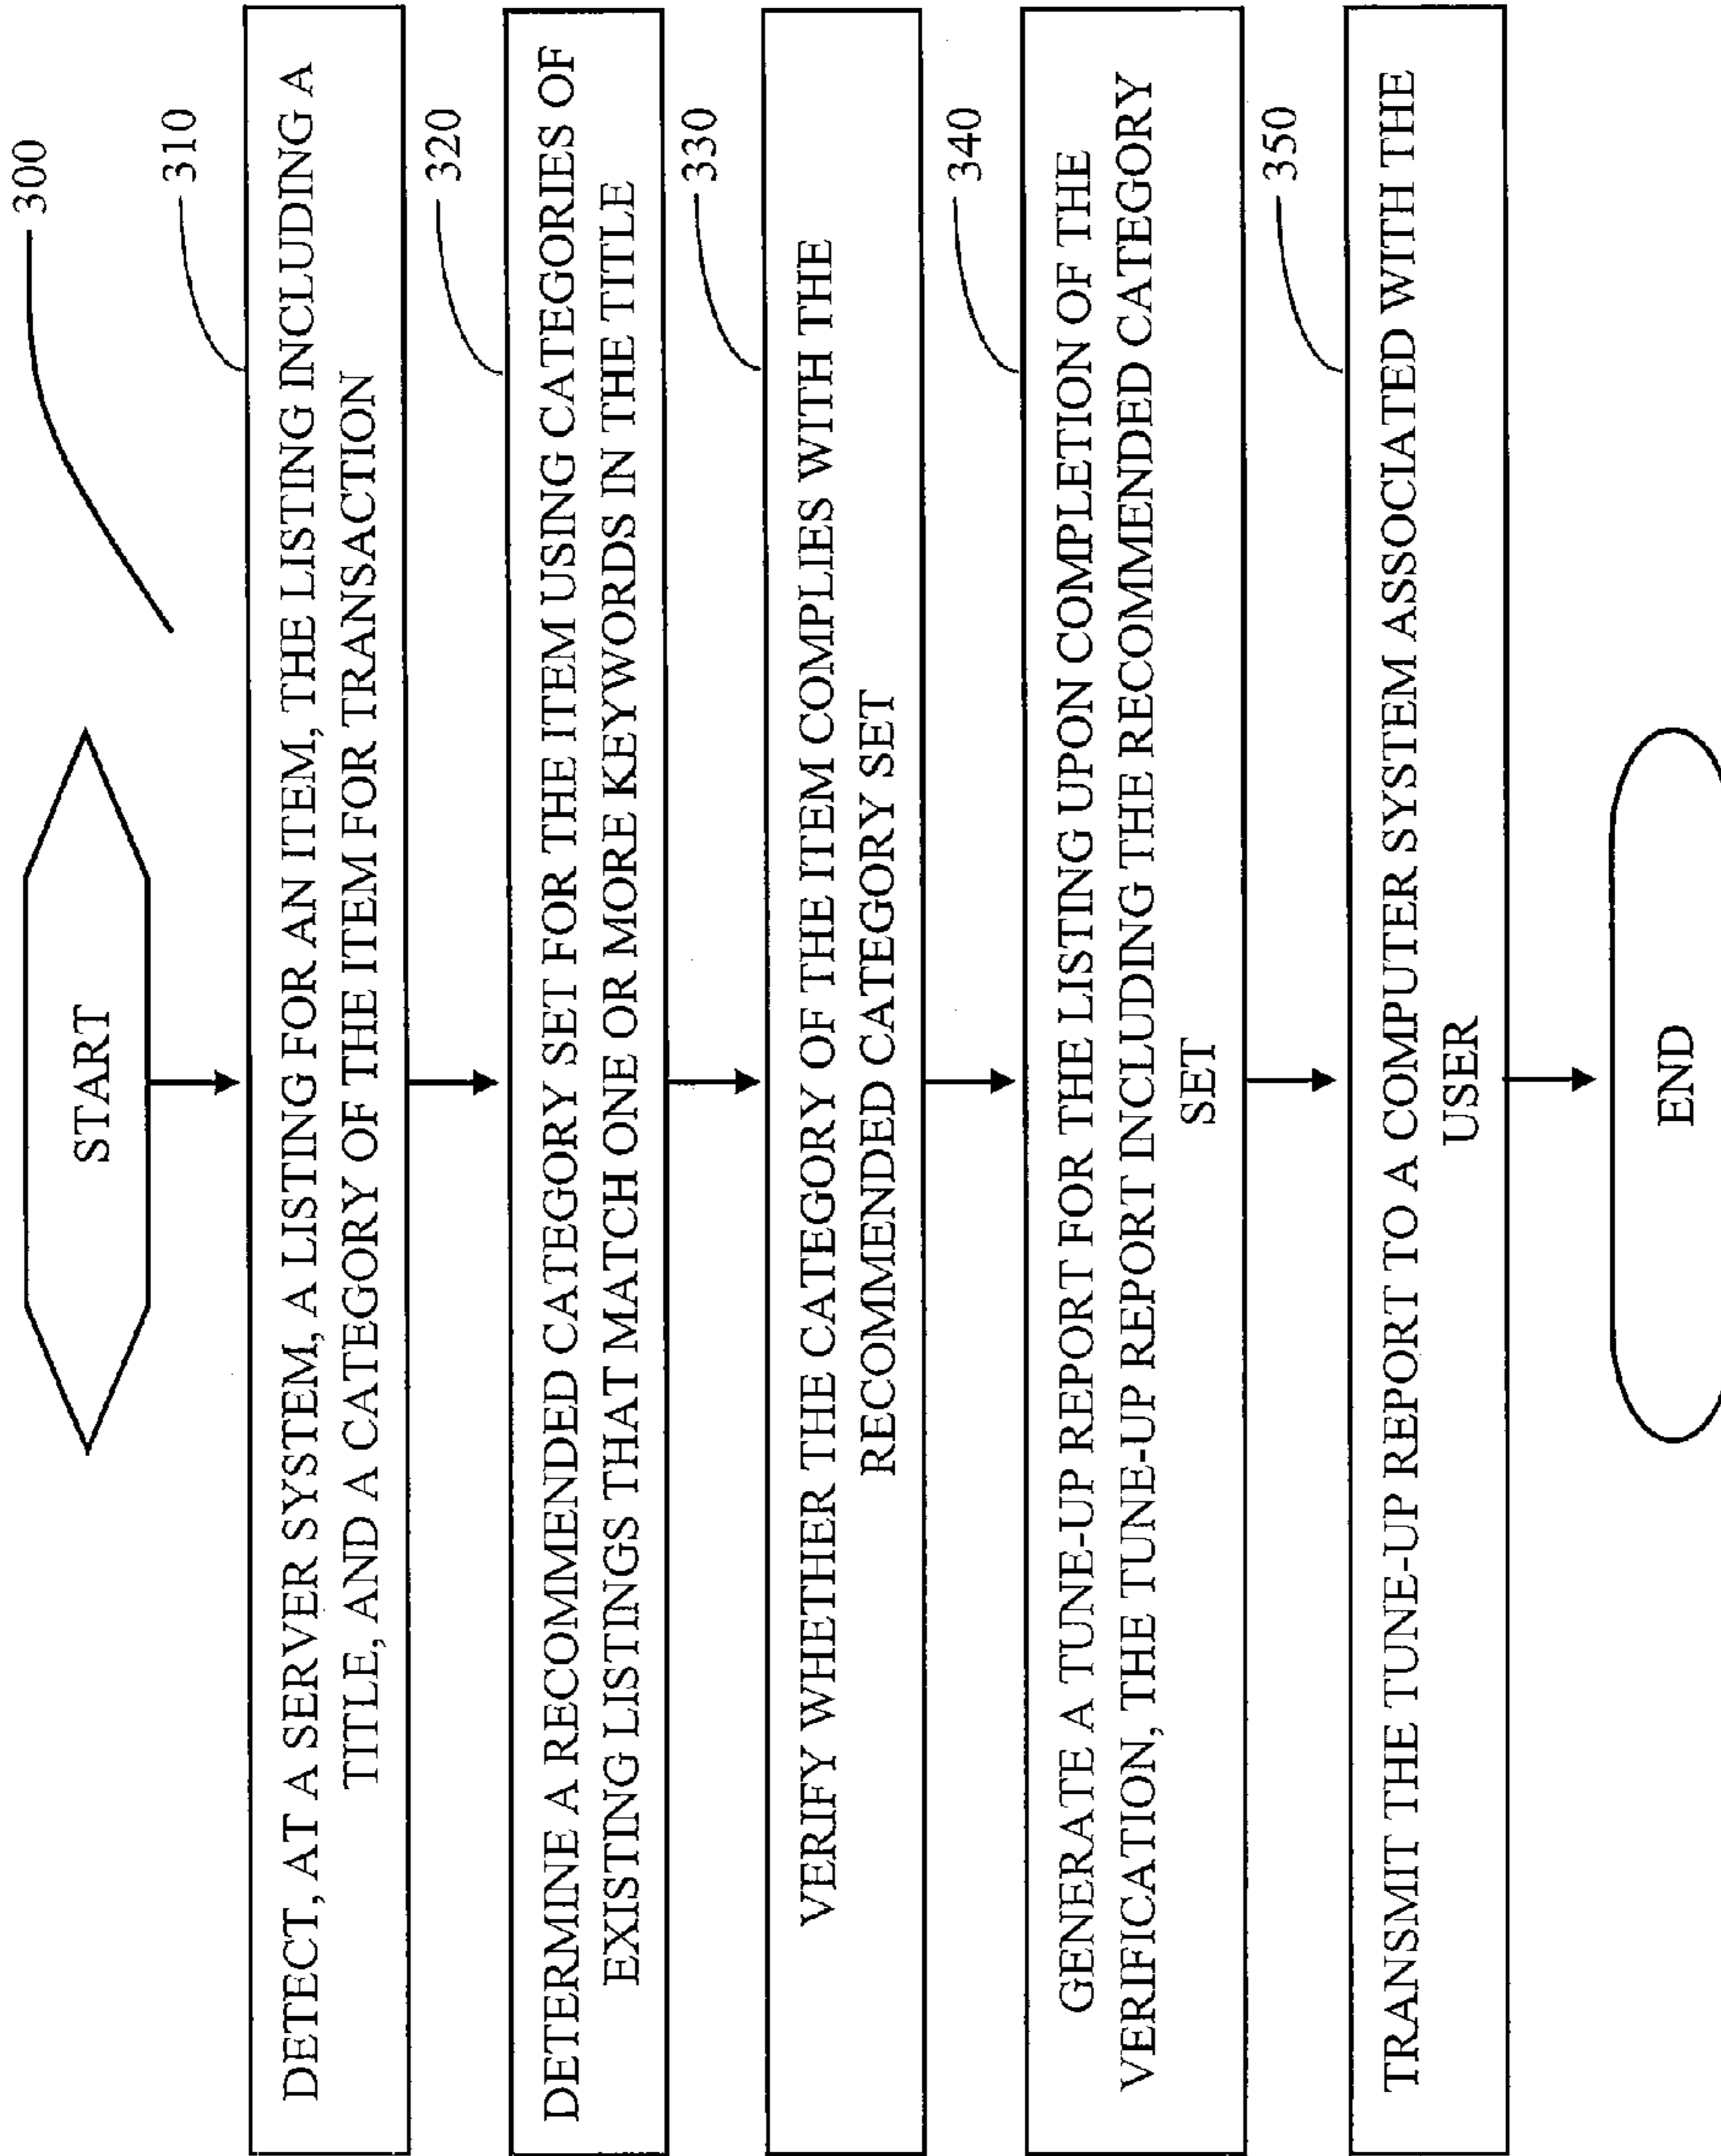 300
START
310
DETECT, AT A SERVER SYSTEM, A LISTING FOR AN ITEM, THE LISTING INCLUDING A
TITLE, AND A CATEGORY OF THE ITEM FOR TRANSACTION
320
DETERMINE A RECOMMENDED CATEGORY SET FOR THE ITEM USING CATEGORIES OF
EXISTING LISTINGS THAT MATCH ONE OR MORE KEYWORDS IN THE TITLE
330
VERIFY WHETHER THE CATEGORY OF THE ITEM COMPLIES WITH THE
RECOMMENDED CATEGORY SET
340
GENERATE A TUNE-UP REPORT FOR THE LISTING UPON COMPLETION OF THE
VERIFICATION, THE TUNE-UP REPORT INCLUDING THE RECOMMENDED CATEGORY
SET
350
TRANSMIT THE TUNE-UP REPORT TO A COMPUTER SYSTEM ASSOCIATED WITH THE
USER
END